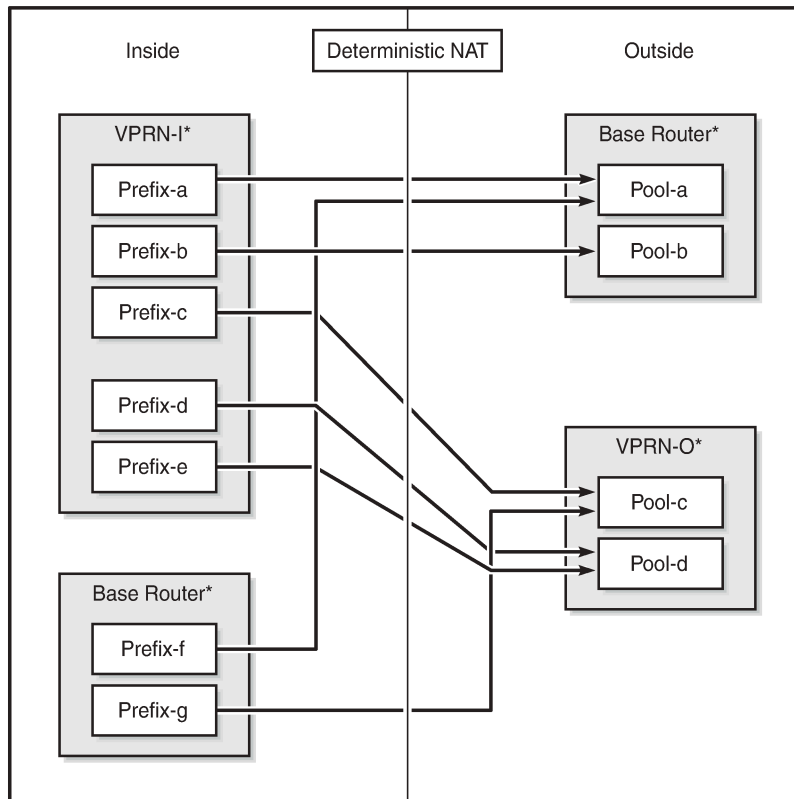 Inside
Deterministic NAT
Outside
VPRN-I*
Prefix-a
Prefix-b
Prefix-c
Prefix-d
Prefix-e
Base Router*
Prefix-f
Prefix-g
Base Router*
Pool-a
Pool-b
VPRN-O*
Pool-c
Pool-d